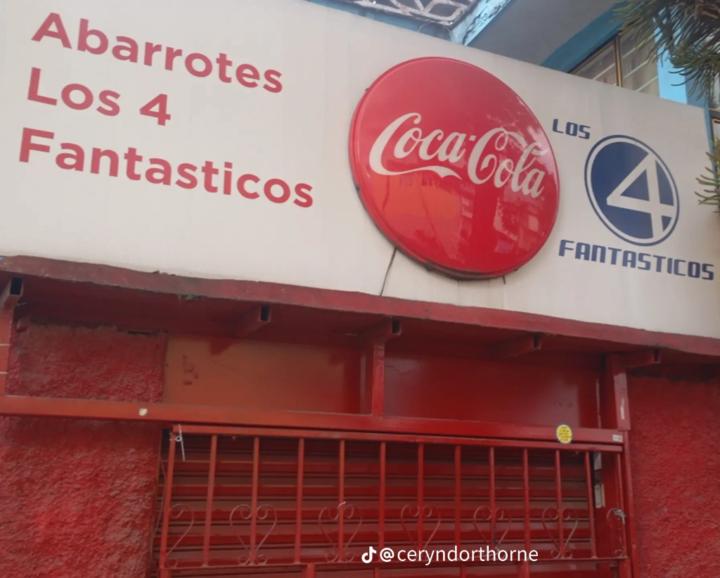 Abarrotes
Los 4
Fantasticos
Coca-Cola
LOS
4
FANTASTICOS
@ceryndorthorne